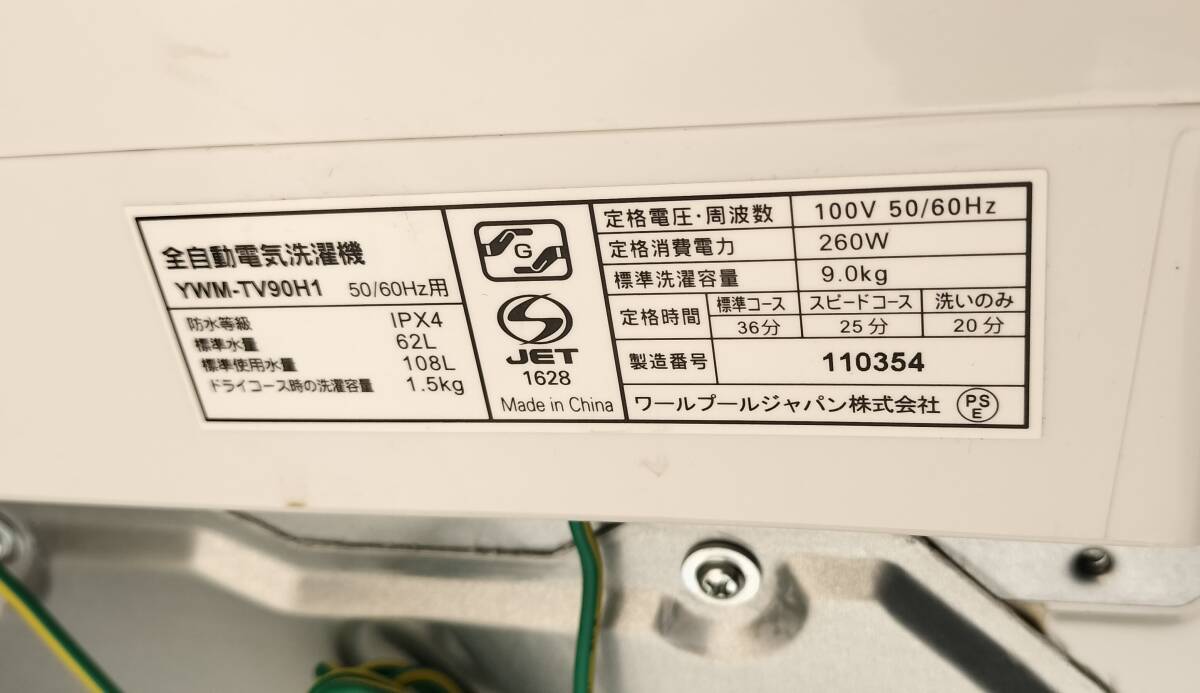 全自動電気洗濯機
YWM-TV90H1 50/60Hz用
防水等級 IPX4
標準水量 62L
標準使用水量 108L
ドライコース時の洗濯容量 1.5kg
G
JET
1628
Made in China
定格電圧・周波数 100V 50/60Hz
定格消費電力 260W
標準洗濯容量 9.0kg
定格時間 標準コース スピードコース 洗いのみ
36分 25分 20分
製造番号 110354
ワールプールジャパン株式会社 PS
E